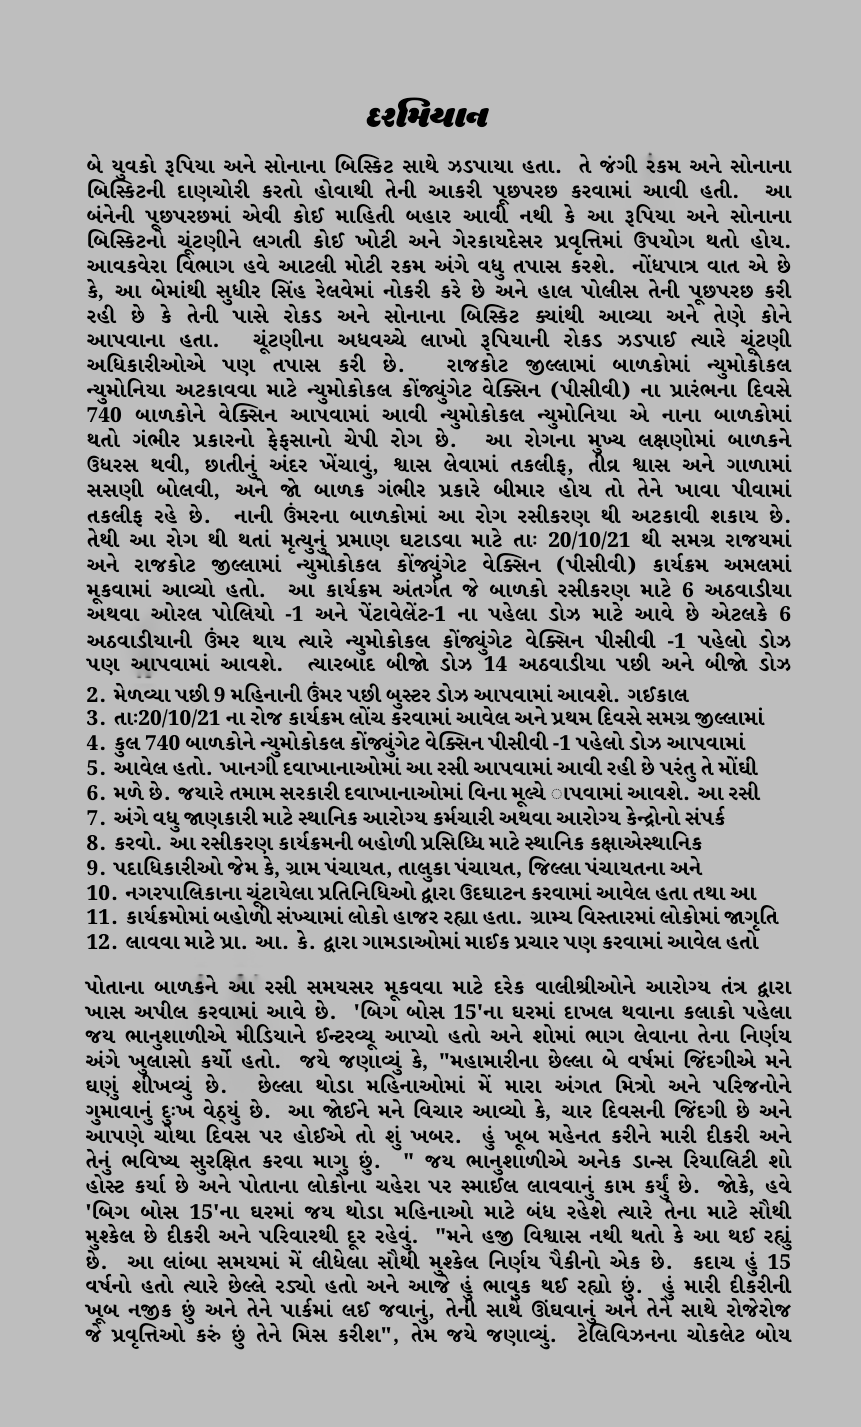 દરમિયાન
બે યુવકો રૂપિયા અને સોનાના બિસ્કિટ સાથે ઝડપાયા હતા. તે જંગી રકમ અને સોનાના
બિસ્કિટની દાણચોરી કરતો હોવાથી તેની આકરી પૂછપરછ કરવામાં આવી હતી. આ
બંનેની પૂછપરછમાં એવી કોઈ માહિતી બહાર આવી નથી કે આ રૂપિયા અને સોનાના
બિસ્કિટનો ચૂંટણીને લગતી કોઈ ખોટી અને ગેરકાયદેસર પ્રવૃત્તિમાં ઉપયોગ થતો હોય.
આવકવેરા વિભાગ હવે આટલી મોટી રકમ અંગે વધુ તપાસ કરશે. નોંધપાત્ર વાત એ છે
કે, આ બેમાંથી સુધીર સિંહ રેલવેમાં નોકરી કરે છે અને હાલ પોલીસ તેની પૂછપરછ કરી
રહી છે કે તેની પાસે રોકડ અને સોનાના બિસ્કિટ ક્યાંથી આવ્યા અને તેણે કોને
આપવાના હતા. ચૂંટણીના અધવચ્ચે લાખો રૂપિયાની રોકડ ઝડપાઈ ત્યારે ચૂંટણી
અધિકારીઓએ પણ તપાસ કરી છે. રાજકોટ જીલ્લામાં બાળકોમાં ન્યુમોકોકલ
ન્યુમોનિયા અટકાવવા માટે ન્યુમોકોકલ કોંજ્યુંગેટ વેક્સિન (પીસીવી) ના પ્રારંભના દિવસે
740 બાળકોને વેક્સિન આપવામાં આવી ન્યુમોકોકલ ન્યુમોનિયા એ નાના બાળકોમાં
થતો ગંભીર પ્રકારનો ફેફસાનો ચેપી રોગ છે. આ રોગના મુખ્ય લક્ષણોમાં બાળકને
ઉધરસ થવી, છાતીનું અંદર ખેંચાવું, શ્વાસ લેવામાં તકલીફ, તીવ્ર શ્વાસ અને ગાળામાં
સસણી બોલવી, અને જો બાળક ગંભીર પ્રકારે બીમાર હોય તો તેને ખાવા પીવામાં
તકલીફ રહે છે. નાની ઉંમરના બાળકોમાં આ રોગ રસીકરણ થી અટકાવી શકાય છે.
તેથી આ રોગ થી થતાં મૃત્યુનું પ્રમાણ ઘટાડવા માટે તાઃ 20/10/21 થી સમગ્ર રાજયમાં
અને રાજકોટ જીલ્લામાં ન્યુમોકોકલ કોંજ્યુંગેટ વેક્સિન (પીસીવી) કાર્યક્રમ અમલમાં
મૂકવામાં આવ્યો હતો. આ કાર્યક્રમ અંતર્ગત જે બાળકો રસીકરણ માટે 6 અઠવાડીયા
અથવા ઓરલ પોલિયો -1 અને પેંટાવેલેંટ-1 ના પહેલા ડોઝ માટે આવે છે એટલકે 6
અઠવાડીયાની ઉંમર થાય ત્યારે ન્યુમોકોકલ કોંજ્યુંગેટ વેક્સિન પીસીવી -1 પહેલો ડોઝ
પણ આપવામાં આવશે. ત્યારબાદ બીજો ડોઝ 14 અઠવાડીયા પછી અને બીજો ડોઝ
2. મેળવ્યા પછી 9 મહિનાની ઉંમર પછી બુસ્ટર ડોઝ આપવામાં આવશે. ગઈકાલ
3. તાઃ20/10/21 ના રોજ કાર્યક્રમ લોંચ કરવામાં આવેલ અને પ્રથમ દિવસે સમગ્ર જીલ્લામાં
4. કુલ 740 બાળકોને ન્યુમોકોકલ કોંજ્યુંગેટ વેક્સિન પીસીવી -1 પહેલો ડોઝ આપવામાં
5. આવેલ હતો. ખાનગી દવાખાનાઓમાં આ રસી આપવામાં આવી રહી છે પરંતુ તે મોંઘી
6. મળે છે. જયારે તમામ સરકારી દવાખાનાઓમાં વિના મૂલ્યે ાપવામાં આવશે. આ રસી
7. અંગે વધુ જાણકારી માટે સ્થાનિક આરોગ્ય કર્મચારી અથવા આરોગ્ય કેન્દ્રોનો સંપર્ક
8. કરવો. આ રસીકરણ કાર્યક્રમની બહોળી પ્રસિધ્ધિ માટે સ્થાનિક કક્ષાએસ્થાનિક
9. પદાધિકારીઓ જેમ કે, ગ્રામ પંચાયત, તાલુકા પંચાયત, જિલ્લા પંચાયતના અને
10. નગરપાલિકાના ચૂંટાયેલા પ્રતિનિધિઓ દ્વારા ઉદઘાટન કરવામાં આવેલ હતા તથા આ
11. કાર્યક્રમોમાં બહોળી સંખ્યામાં લોકો હાજર રહ્યા હતા. ગ્રામ્ય વિસ્તારમાં લોકોમાં જાગૃતિ
12. લાવવા માટે પ્રા. આ. કે. દ્વારા ગામડાઓમાં માઈક પ્રચાર પણ કરવામાં આવેલ હતો
પોતાના બાળકને આ રસી સમયસર મૂકવવા માટે દરેક વાલીશ્રીઓને આરોગ્ય તંત્ર દ્વારા
ખાસ અપીલ કરવામાં આવે છે. 'બિગ બોસ 15'ના ઘરમાં દાખલ થવાના કલાકો પહેલા
જય ભાનુશાળીએ મીડિયાને ઈન્ટરવ્યૂ આપ્યો હતો અને શોમાં ભાગ લેવાના તેના નિર્ણય
અંગે ખુલાસો કર્યો હતો. જયે જણાવ્યું કે, "મહામારીના છેલ્લા બે વર્ષમાં જિંદગીએ મને
ઘણું શીખવ્યું છે. છેલ્લા થોડા મહિનાઓમાં મેં મારા અંગત મિત્રો અને પરિજનોને
ગુમાવાનું દુઃખ વેઠ્યું છે. આ જોઈને મને વિચાર આવ્યો કે, ચાર દિવસની જિંદગી છે અને
આપણે ચોથા દિવસ પર હોઈએ તો શું ખબર. હું ખૂબ મહેનત કરીને મારી દીકરી અને
તેનું ભવિષ્ય સુરક્ષિત કરવા માગુ છું. " જય ભાનુશાળીએ અનેક ડાન્સ રિયાલિટી શો
હોસ્ટ કર્યા છે અને પોતાના લોકોના ચહેરા પર સ્માઈલ લાવવાનું કામ કર્યું છે. જોકે, હવે
'બિગ બોસ 15'ના ઘરમાં જય થોડા મહિનાઓ માટે બંધ રહેશે ત્યારે તેના માટે સૌથી
મુશ્કેલ છે દીકરી અને પરિવારથી દૂર રહેવું. "મને હજી વિશ્વાસ નથી થતો કે આ થઈ રહ્યું
છે. આ લાંબા સમયમાં મેં લીધેલા સૌથી મુશ્કેલ નિર્ણય પૈકીનો એક છે. કદાચ હું 15
વર્ષનો હતો ત્યારે છેલ્લે રડ્યો હતો અને આજે હું ભાવુક થઈ રહ્યો છું. હું મારી દીકરીની
ખૂબ નજીક છું અને તેને પાર્કમાં લઈ જવાનું, તેની સાથે ઊંઘવાનું અને તેને સાથે રોજેરોજ
જે પ્રવૃત્તિઓ કરું છું તેને મિસ કરીશ", તેમ જયે જણાવ્યું. ટેલિવિઝનના ચોકલેટ બોય